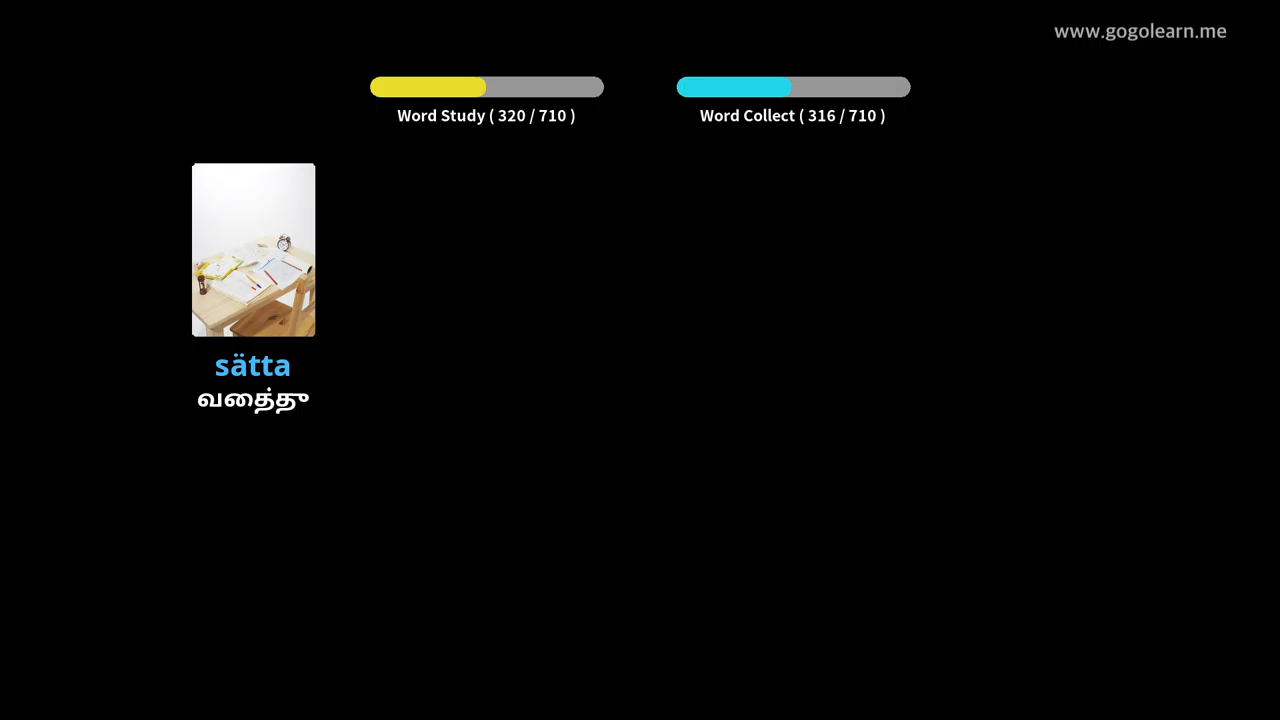 www.gogolearn.me
Word Study ( 320 / 710 )
Word Collect ( 316 / 710 )
sätta
வைத்து